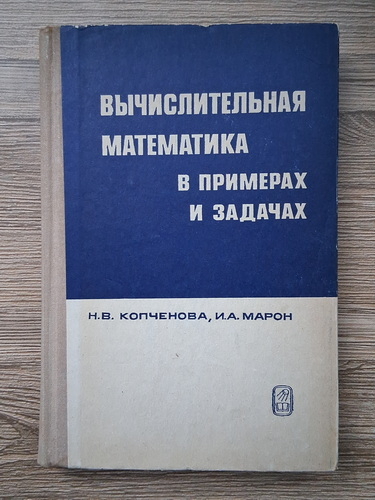 ВЫЧИСЛИТЕЛЬНАЯ
МАТЕМАТИКА
В ПРИМЕРАХ
И ЗАДАЧАХ
Н.В. КОПЧЕНОВА, И.А. МАРОН